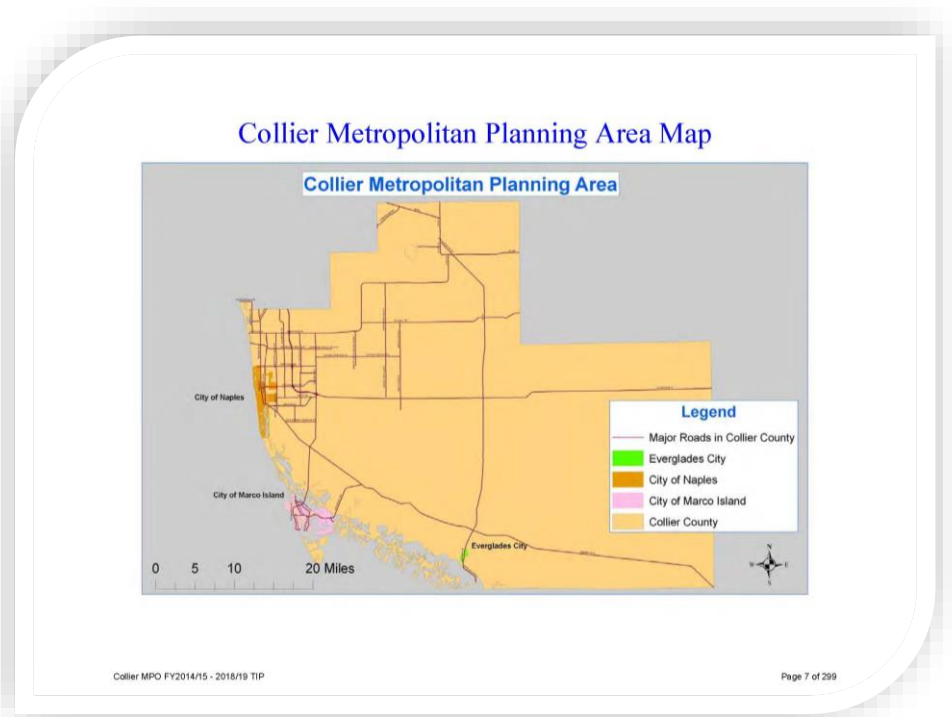 Collier Metropolitan Planning Area Map
Collier Metropolitan Planning Area
City of Naples
City of Marco Island
Everglades City
Legend
Major Roads in Collier County
Everglades City
City of Naples
City of Marco Island
Collier County
0 5 10 20 Miles
N
W E
S
Collier MPO FY2014/15 - 2018/19 TIP
Page 7 of 299